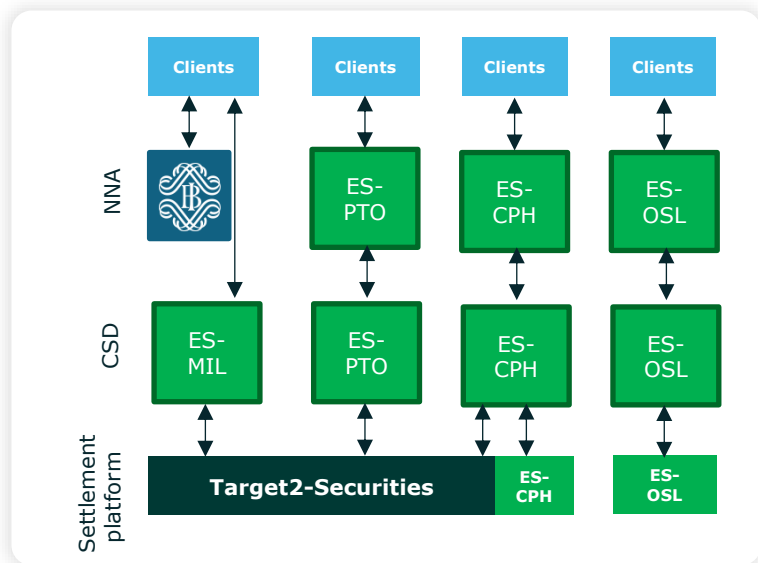 Clients
Clients
Clients
Clients
NNA
ES-
PTO
ES-
CPH
ES-
OSL
CSD
ES-
MIL
ES-
PTO
ES-
CPH
ES-
OSL
Settlement
platform
Target2-Securities
ES-
CPH
ES-
OSL